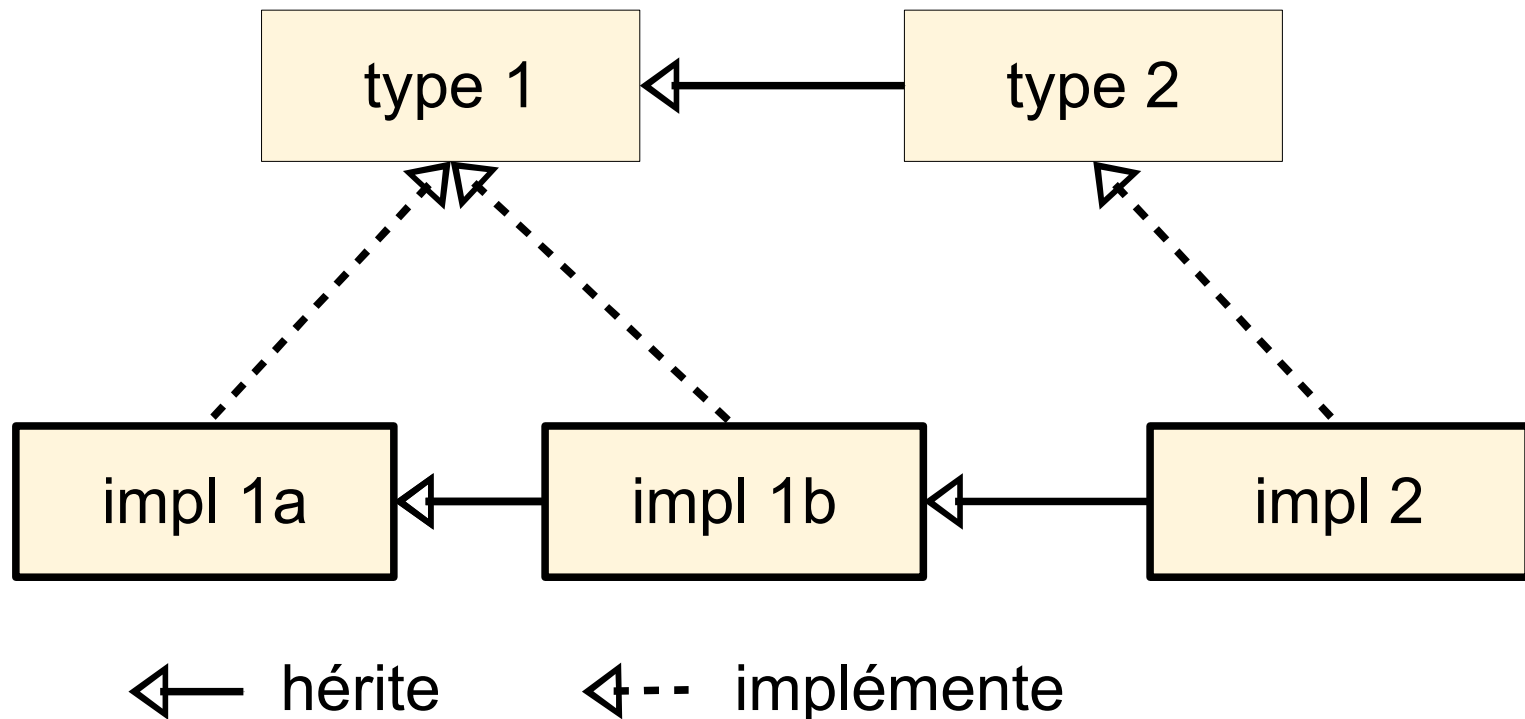 type 1 type 2
impl 1a impl 1b impl 2
hérite implémente